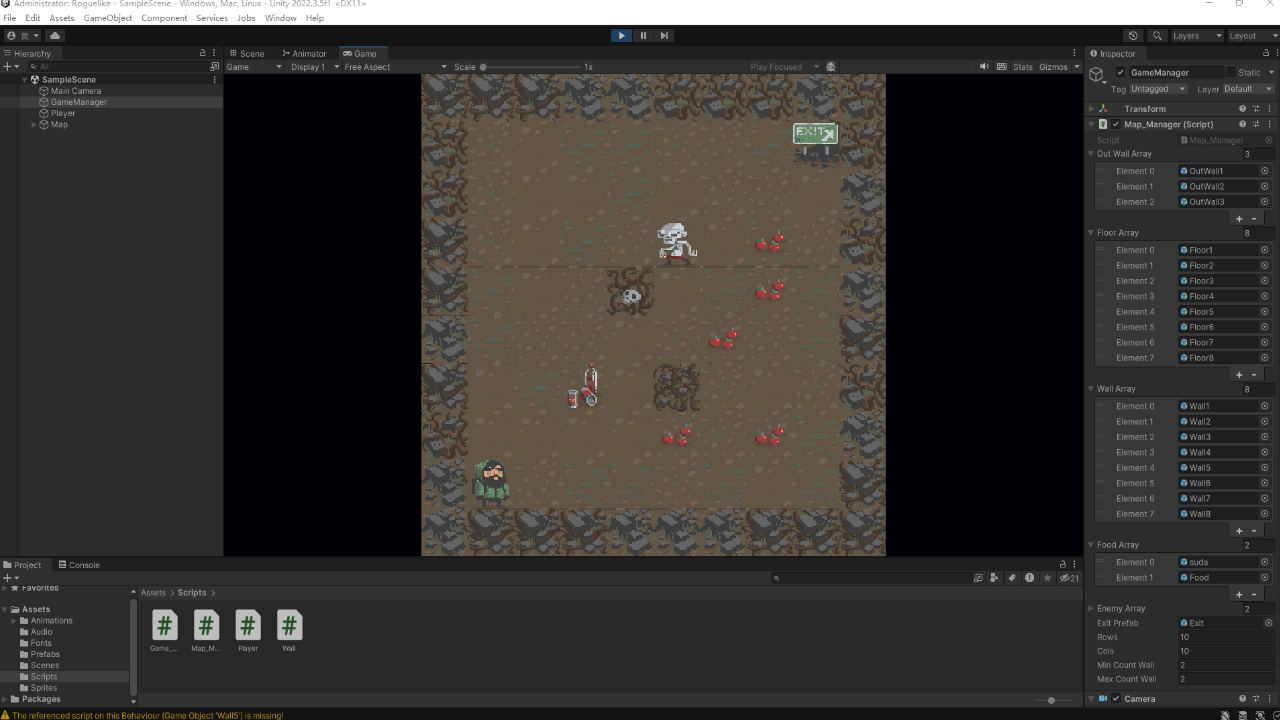 Administrator: Roguelike - SampleScene - Windows, Mac, Linux - Unity 2022.3.5f1 <DX11>
File Edit Assets GameObject Component Services Jobs Window Help
Layers Layout
Hierarchy Scene Animator Game Inspector
All Game Display 1 Free Aspect Scale 1x Play Focused Stats Gizmos
SampleScene
Main Camera
GameManager
Player
Map
EXIT
GameManager Static
Tag Untagged Layer Default
Transform
Map_Manager (Script)
Script Map_Manager
Out Wall Array 3
Element 0 OutWall1
Element 1 OutWall2
Element 2 OutWall3
+ -
Floor Array 8
Element 0 Floor1
Element 1 Floor2
Element 2 Floor3
Element 3 Floor4
Element 4 Floor5
Element 5 Floor6
Element 6 Floor7
Element 7 Floor8
+ -
Wall Array 8
Element 0 Wall1
Element 1 Wall2
Element 2 Wall3
Element 3 Wall4
Element 4 Wall5
Element 5 Wall6
Element 6 Wall7
Element 7 Wall8
+ -
Food Array 2
Element 0 suda
Element 1 Food
+ -
Enemy Array 2
Exit Prefab Exit
Rows 10
Cols 10
Min Count Wall 2
Max Count Wall 2
Camera
Project Console
21
Favorites
Assets
Animations
Audio
Fonts
Prefabs
Scenes
Scripts
Sprites
Packages
Assets > Scripts >
Game_... Map_M... Player Wall
The referenced script on this Behaviour (Game Object 'Wall5') is missing!